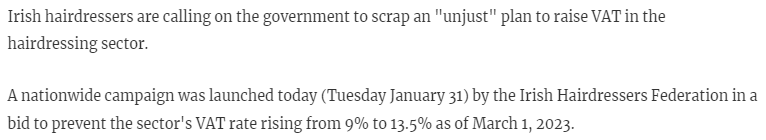 Irish hairdressers are calling on the government to scrap an "unjust" plan to raise VAT in the
hairdressing sector.
A nationwide campaign was launched today (Tuesday January 31) by the Irish Hairdressers Federation in a
bid to prevent the sector's VAT rate rising from 9% to 13.5% as of March 1, 2023.